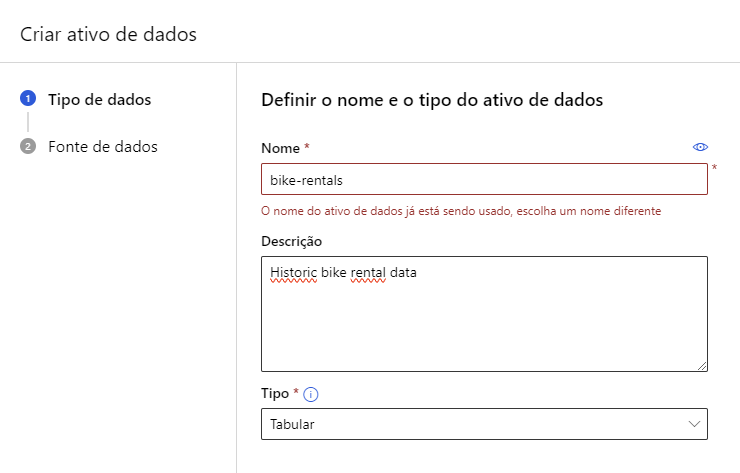 Criar ativo de dados
1 Tipo de dados
2 Fonte de dados
Definir o nome e o tipo do ativo de dados
Nome *
bike-rentals
*
O nome do ativo de dados já está sendo usado, escolha um nome diferente
Descrição
Historic bike rental data
Tipo * i
Tabular